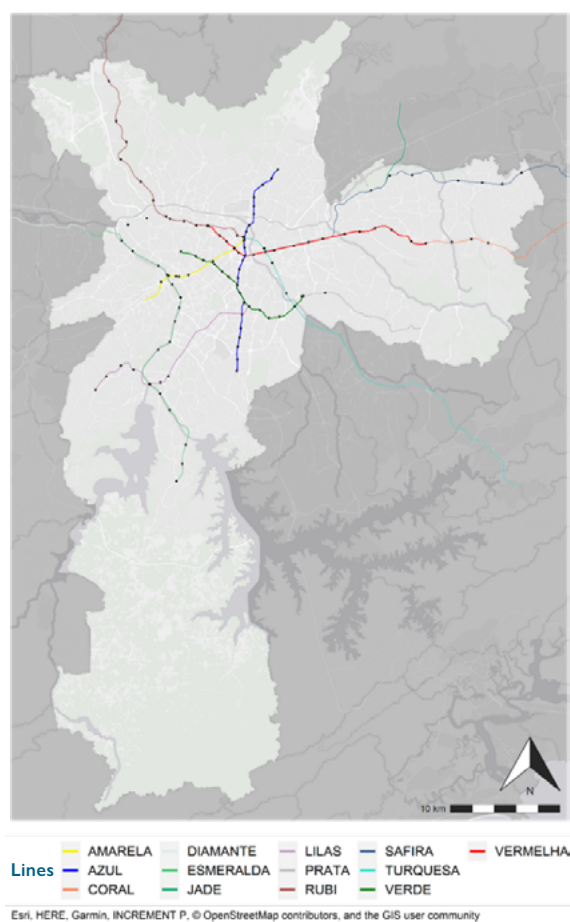 N
10 km
Lines
AMARELA DIAMANTE LILAS SAFIRA VERMELHA
AZUL ESMERALDA PRATA TURQUESA
CORAL JADE RUBI VERDE
Esri, HERE, Garmin, INCREMENT P, © OpenStreetMap contributors, and the GIS user community